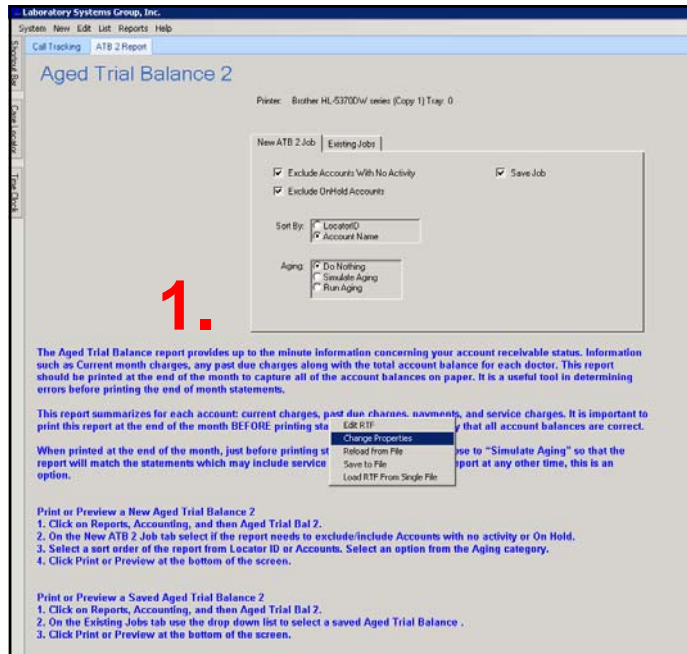 Laboratory Systems Group, Inc.
System New Edit List Reports Help
Call Tracking ATB 2 Report
Shortcut Bar
Case Locator
Time Clock
Aged Trial Balance 2
Printer: Brother HL-5370DW series (Copy 1) Tray: 0
New ATB 2 Job Existing Jobs
Exclude Accounts With No Activity Save Job
Exclude OnHold Accounts
Sort By: LocatorID
Account Name
Aging: Do Nothing
Simulate Aging
Run Aging
1.
The Aged Trial Balance report provides up to the minute information concerning your account receivable status. Information
such as Current month charges, any past due charges along with the total account balance for each doctor. This report
should be printed at the end of the month to capture all of the account balances on paper. It is a useful tool in determining
errors before printing the end of month statements.
This report summarizes for each account: current charges, past due charges, payments, and service charges. It is important to
print this report at the end of the month BEFORE printing sta y that all account balances are correct.
When printed at the end of the month, just before printing st ose to "Simulate Aging" so that the
report will match the statements which may include service port at any other time, this is an
option.
Edit RTF
Change Properties
Reload from File
Save to File
Load RTF From Single File
Print or Preview a New Aged Trial Balance 2
1. Click on Reports, Accounting, and then Aged Trial Bal 2.
2. On the New ATB 2 Job tab select if the report needs to exclude/include Accounts with no activity or On Hold.
3. Select a sort order of the report from Locator ID or Accounts. Select an option from the Aging category.
4. Click Print or Preview at the bottom of the screen.
Print or Preview a Saved Aged Trial Balance 2
1. Click on Reports, Accounting, and then Aged Trial Bal 2.
2. On the Existing Jobs tab use the drop down list to select a saved Aged Trial Balance .
3. Click Print or Preview at the bottom of the screen.